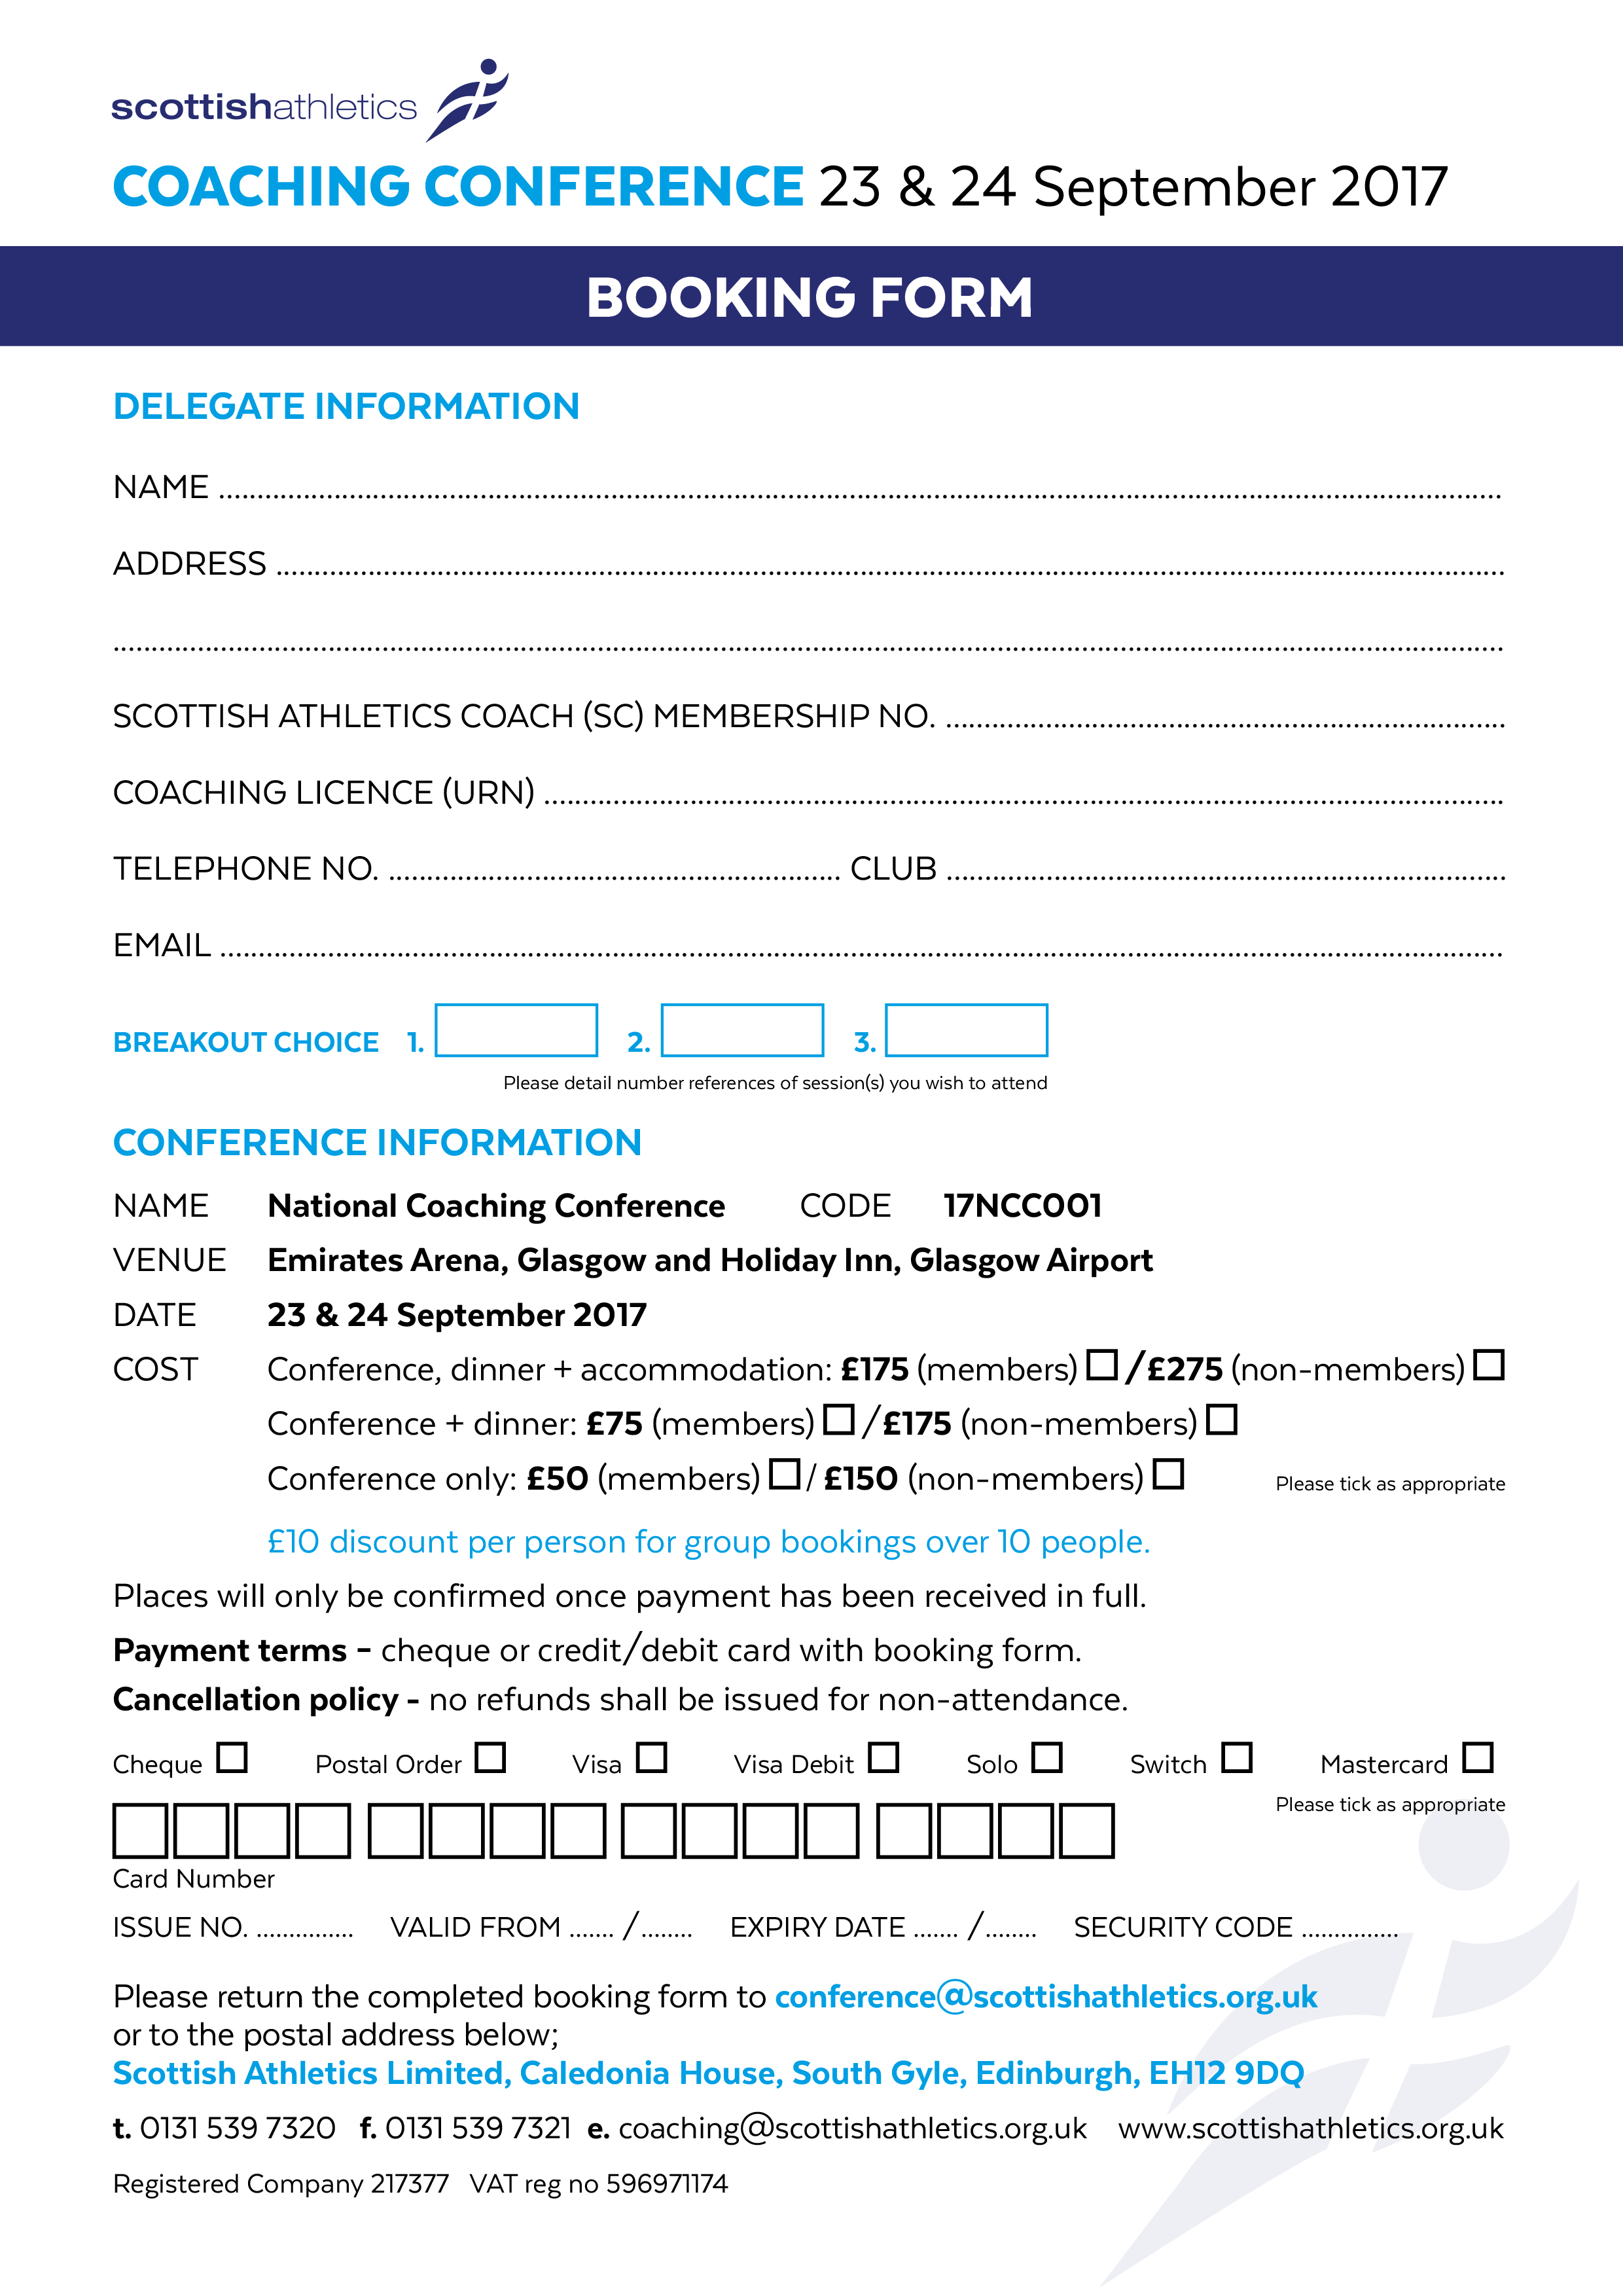 scottishathletics
COACHING CONFERENCE 23 & 24 September 2017
BOOKING FORM
DELEGATE INFORMATION
NAME ....................................................................................................
ADDRESS ....................................................................................................
....................................................................................................
SCOTTISH ATHLETICS COACH (SC) MEMBERSHIP NO. ............................................................
COACHING LICENCE (URN) ....................................................................................................
TELEPHONE NO. .................................................. CLUB ............................................................
EMAIL ....................................................................................................
BREAKOUT CHOICE 1. 2. 3.
Please detail number references of session(s) you wish to attend
CONFERENCE INFORMATION
NAME National Coaching Conference CODE 17NCC001
VENUE Emirates Arena, Glasgow and Holiday Inn, Glasgow Airport
DATE 23 & 24 September 2017
COST Conference, dinner + accommodation: £175 (members) ☐ /£275 (non-members) ☐
Conference + dinner: £75 (members) ☐ /£175 (non-members) ☐
Conference only: £50 (members) ☐ / £150 (non-members) ☐ Please tick as appropriate
£10 discount per person for group bookings over 10 people.
Places will only be confirmed once payment has been received in full.
Payment terms – cheque or credit/debit card with booking form.
Cancellation policy - no refunds shall be issued for non-attendance.
Cheque ☐ Postal Order ☐ Visa ☐ Visa Debit ☐ Solo ☐ Switch ☐ Mastercard ☐
Please tick as appropriate
Card Number
ISSUE NO. ............... VALID FROM ....... /........ EXPIRY DATE ....... /........ SECURITY CODE ...............
Please return the completed booking form to conference@scottishathletics.org.uk
or to the postal address below;
Scottish Athletics Limited, Caledonia House, South Gyle, Edinburgh, EH12 9DQ
t. 0131 539 7320 f. 0131 539 7321 e. coaching@scottishathletics.org.uk www.scottishathletics.org.uk
Registered Company 217377 VAT reg no 596971174